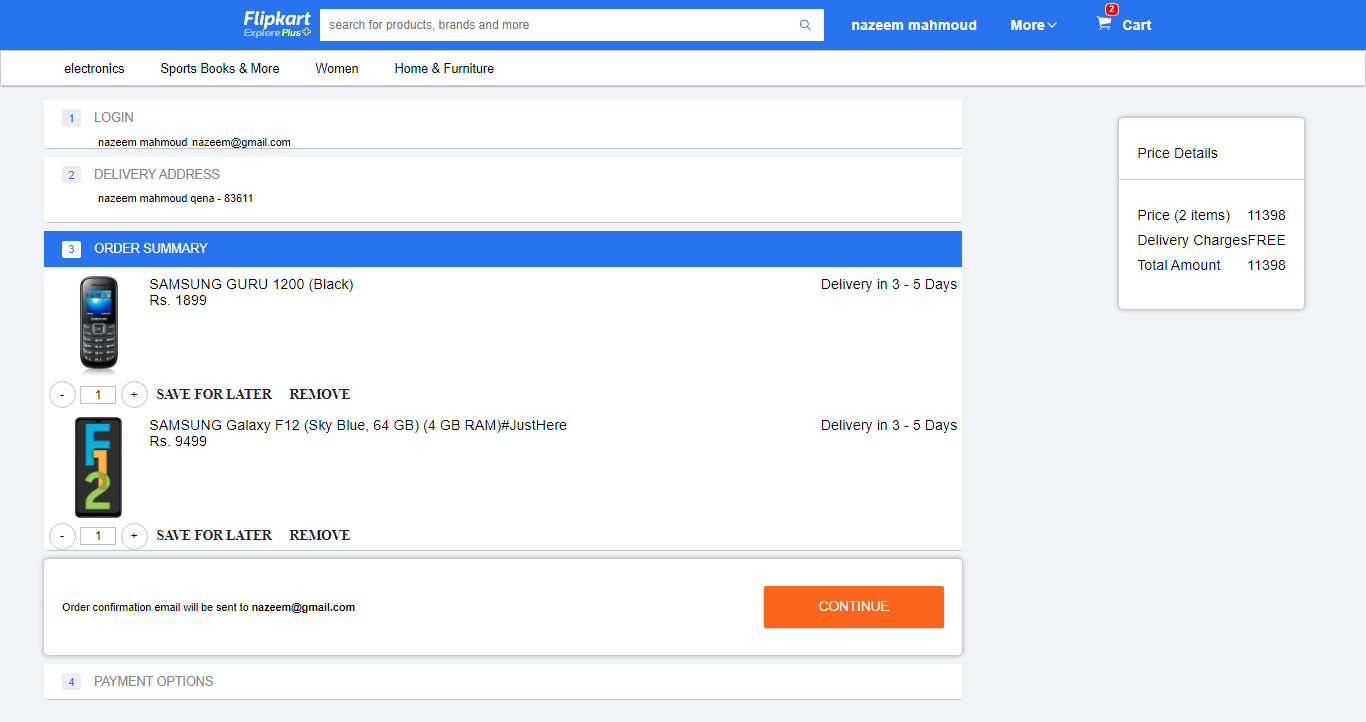 Flipkart
Explore Plus
search for products, brands and more
nazeem mahmoud
More
2
Cart
electronics
Sports Books & More
Women
Home & Furniture
1 LOGIN
nazeem mahmoud nazeem@gmail.com
2 DELIVERY ADDRESS
nazeem mahmoud qena - 83611
3 ORDER SUMMARY
SAMSUNG GURU 1200 (Black)
Rs. 1899
Delivery in 3 - 5 Days
- 1 + SAVE FOR LATER REMOVE
F12
SAMSUNG Galaxy F12 (Sky Blue, 64 GB) (4 GB RAM)#JustHere
Rs. 9499
Delivery in 3 - 5 Days
- 1 + SAVE FOR LATER REMOVE
Order confirmation email will be sent to nazeem@gmail.com
CONTINUE
4 PAYMENT OPTIONS
Price Details
Price (2 items) 11398
Delivery ChargesFREE
Total Amount 11398